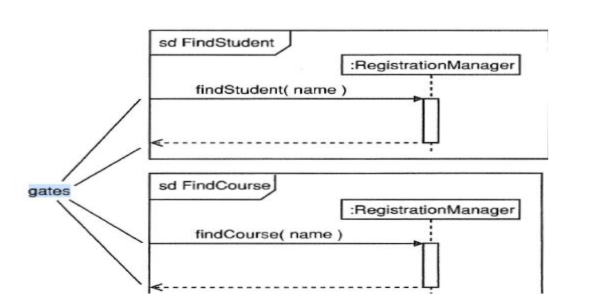 sd FindStudent
:RegistrationManager
findStudent( name )
gates
sd FindCourse
:RegistrationManager
findCourse( name )